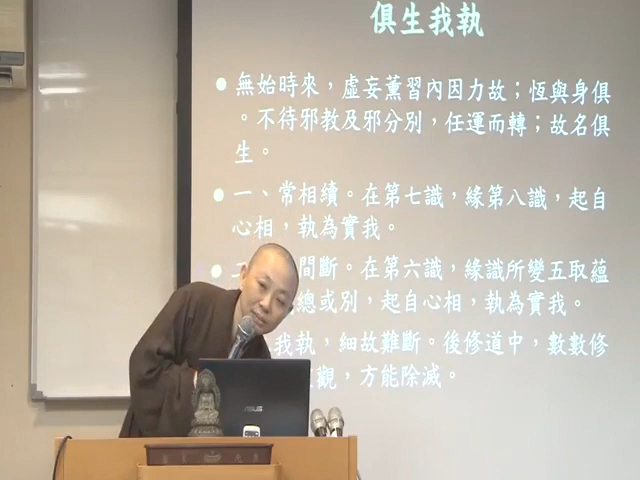 俱生我執
無始時來，虛妄薰習內因力故；恆與身俱
。不待邪教及邪分別，任運而轉；故名俱
生。
一、常相續。在第七識，緣第八識，起自
心相，執為實我。
二 間斷。在第六識，緣識所變五取蘊
總或別，起自心相，執為實我。
我執，細故難斷。後修道中，數數修
觀，方能除滅。
ASUS